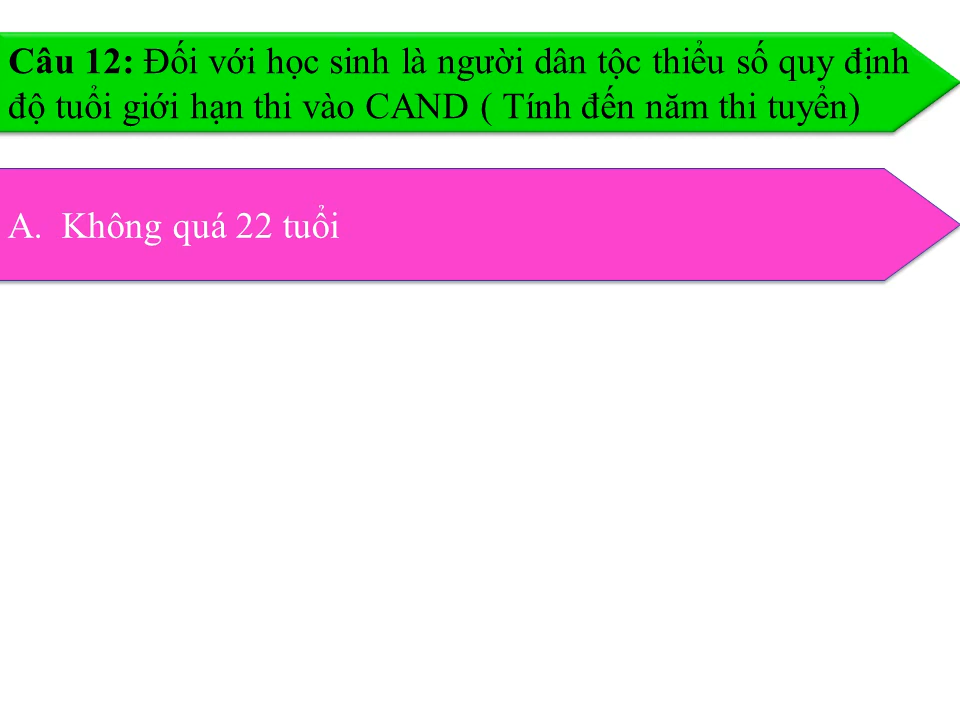 Câu 12: Đối với học sinh là người dân tộc thiểu số quy định
độ tuổi giới hạn thi vào CAND ( Tính đến năm thi tuyển)
A. Không quá 22 tuổi